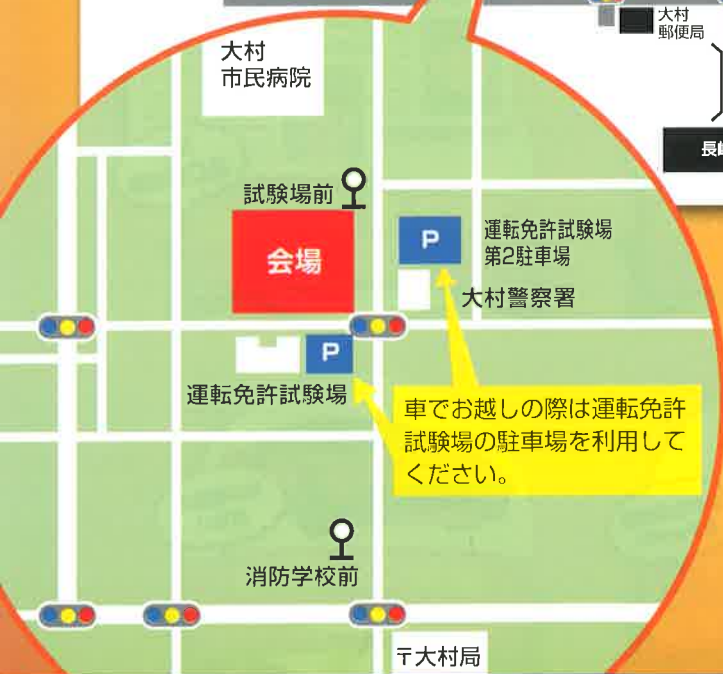 大村
郵便局
大村
市民病院
試験場前
会場
P
運転免許試験場
第2駐車場
大村警察署
P
運転免許試験場
車でお越しの際は運転免許
試験場の駐車場を利用して
ください。
消防学校前
〒大村局